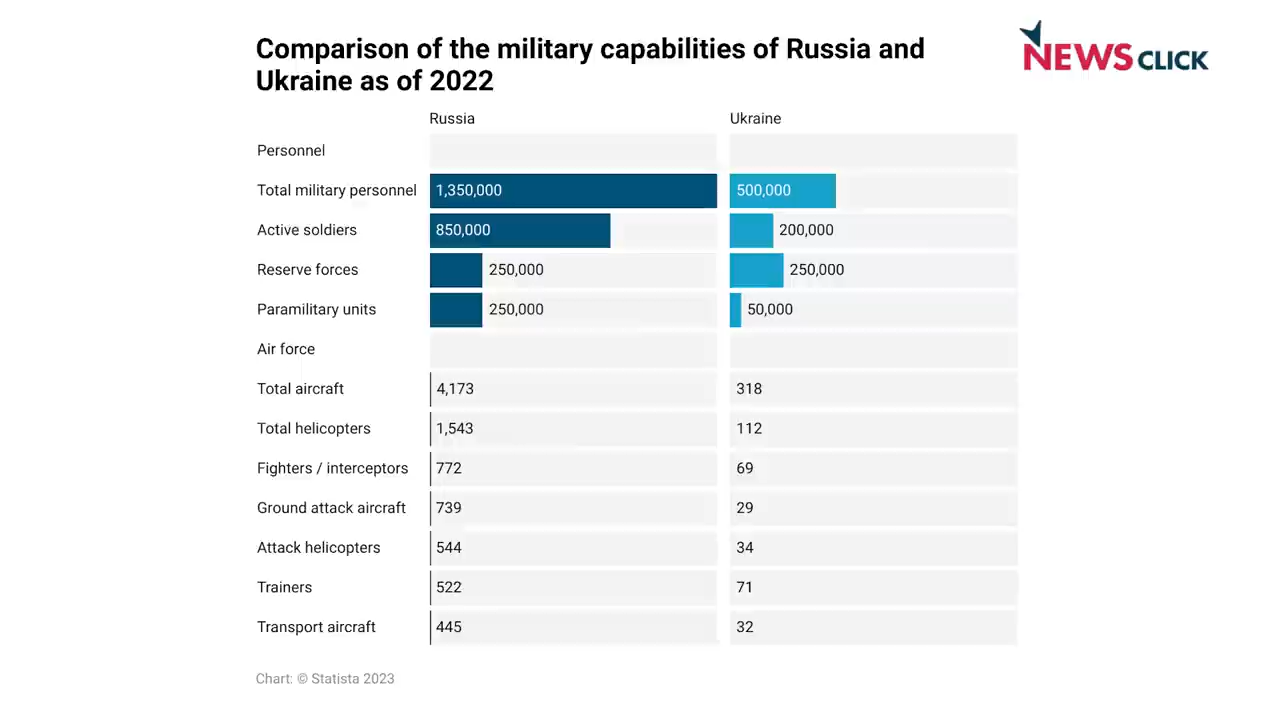 Comparison of the military capabilities of Russia and
Ukraine as of 2022
NEWSCLICK
Russia Ukraine
Personnel
Total military personnel 1,350,000 500,000
Active soldiers 850,000 200,000
Reserve forces 250,000 250,000
Paramilitary units 250,000 50,000
Air force
Total aircraft 4,173 318
Total helicopters 1,543 112
Fighters / interceptors 772 69
Ground attack aircraft 739 29
Attack helicopters 544 34
Trainers 522 71
Transport aircraft 445 32
Chart: © Statista 2023